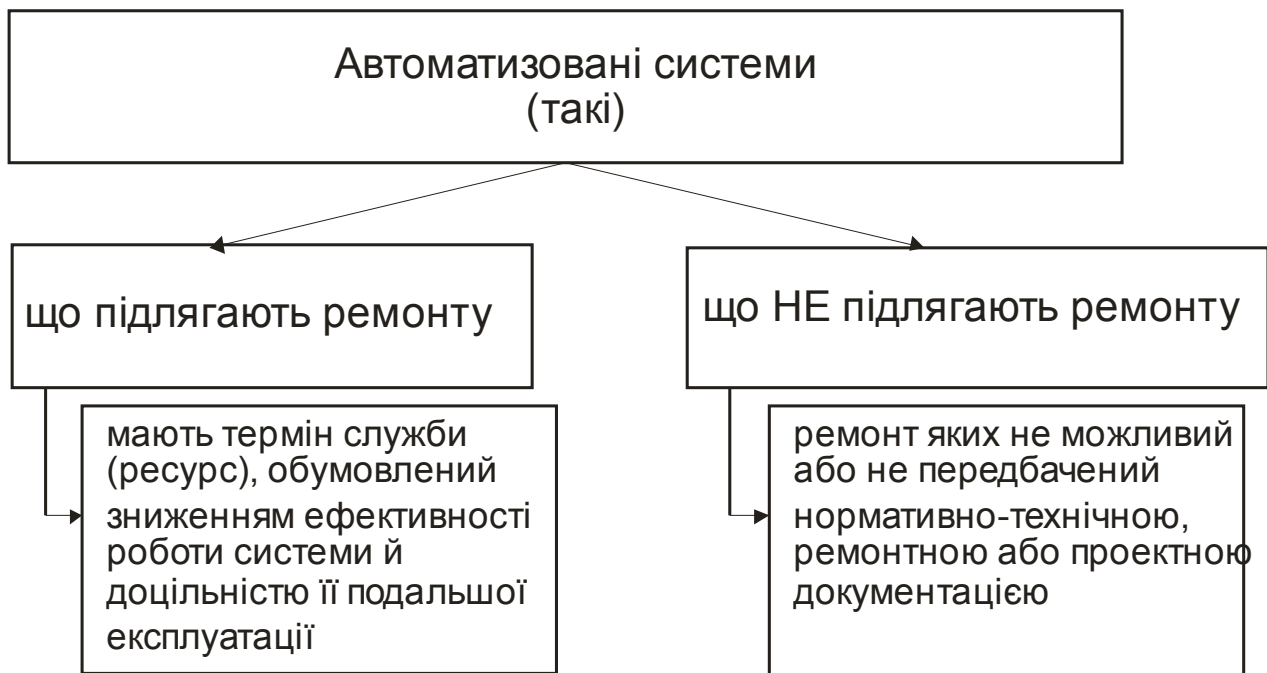 Автоматизовані системи
(такі)
що підлягають ремонту
що НЕ підлягають ремонту
мають термін служби
(ресурс), обумовлений
зниженням ефективності
роботи системи й
доцільністю її подальшої
експлуатації
ремонт яких не можливий
або не передбачений
нормативно-технічною,
ремонтною або проектною
документацією